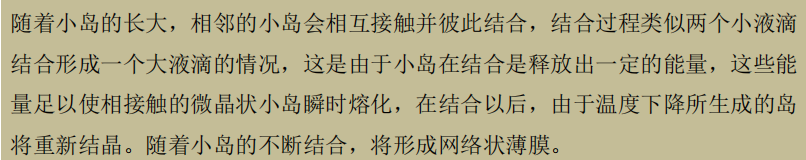 随着小岛的长大，相邻的小岛会相互接触并彼此结合，结合过程类似两个小液滴
结合形成一个大液滴的情况，这是由于小岛在结合是释放出一定的能量，这些能
量足以使相接触的微晶状小岛瞬时熔化，在结合以后，由于温度下降所生成的岛
将重新结晶。随着小岛的不断结合，将形成网络状薄膜。